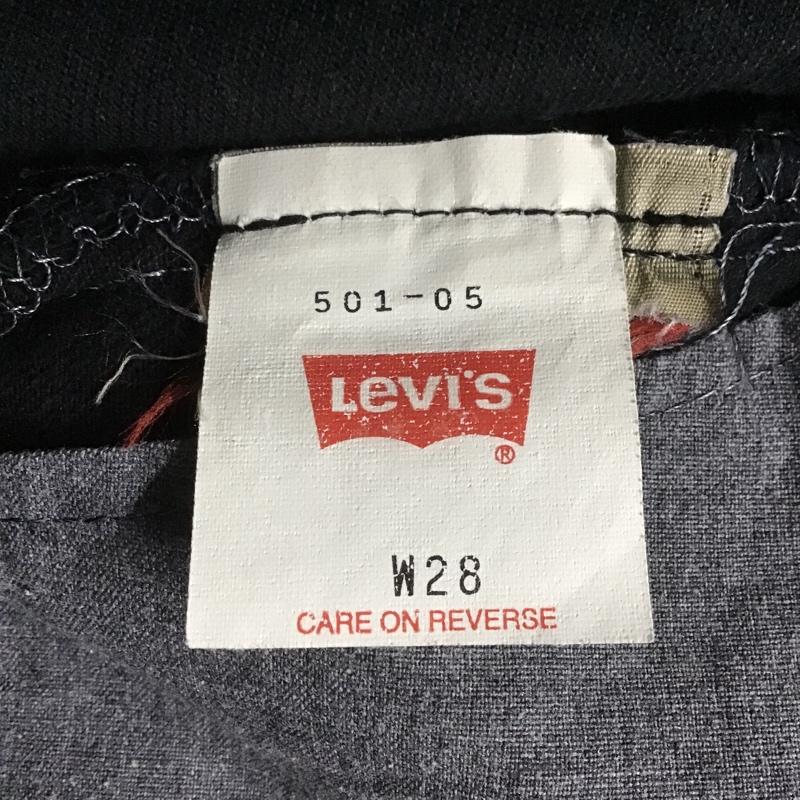 501-05
Levi's
®
W28
CARE ON REVERSE